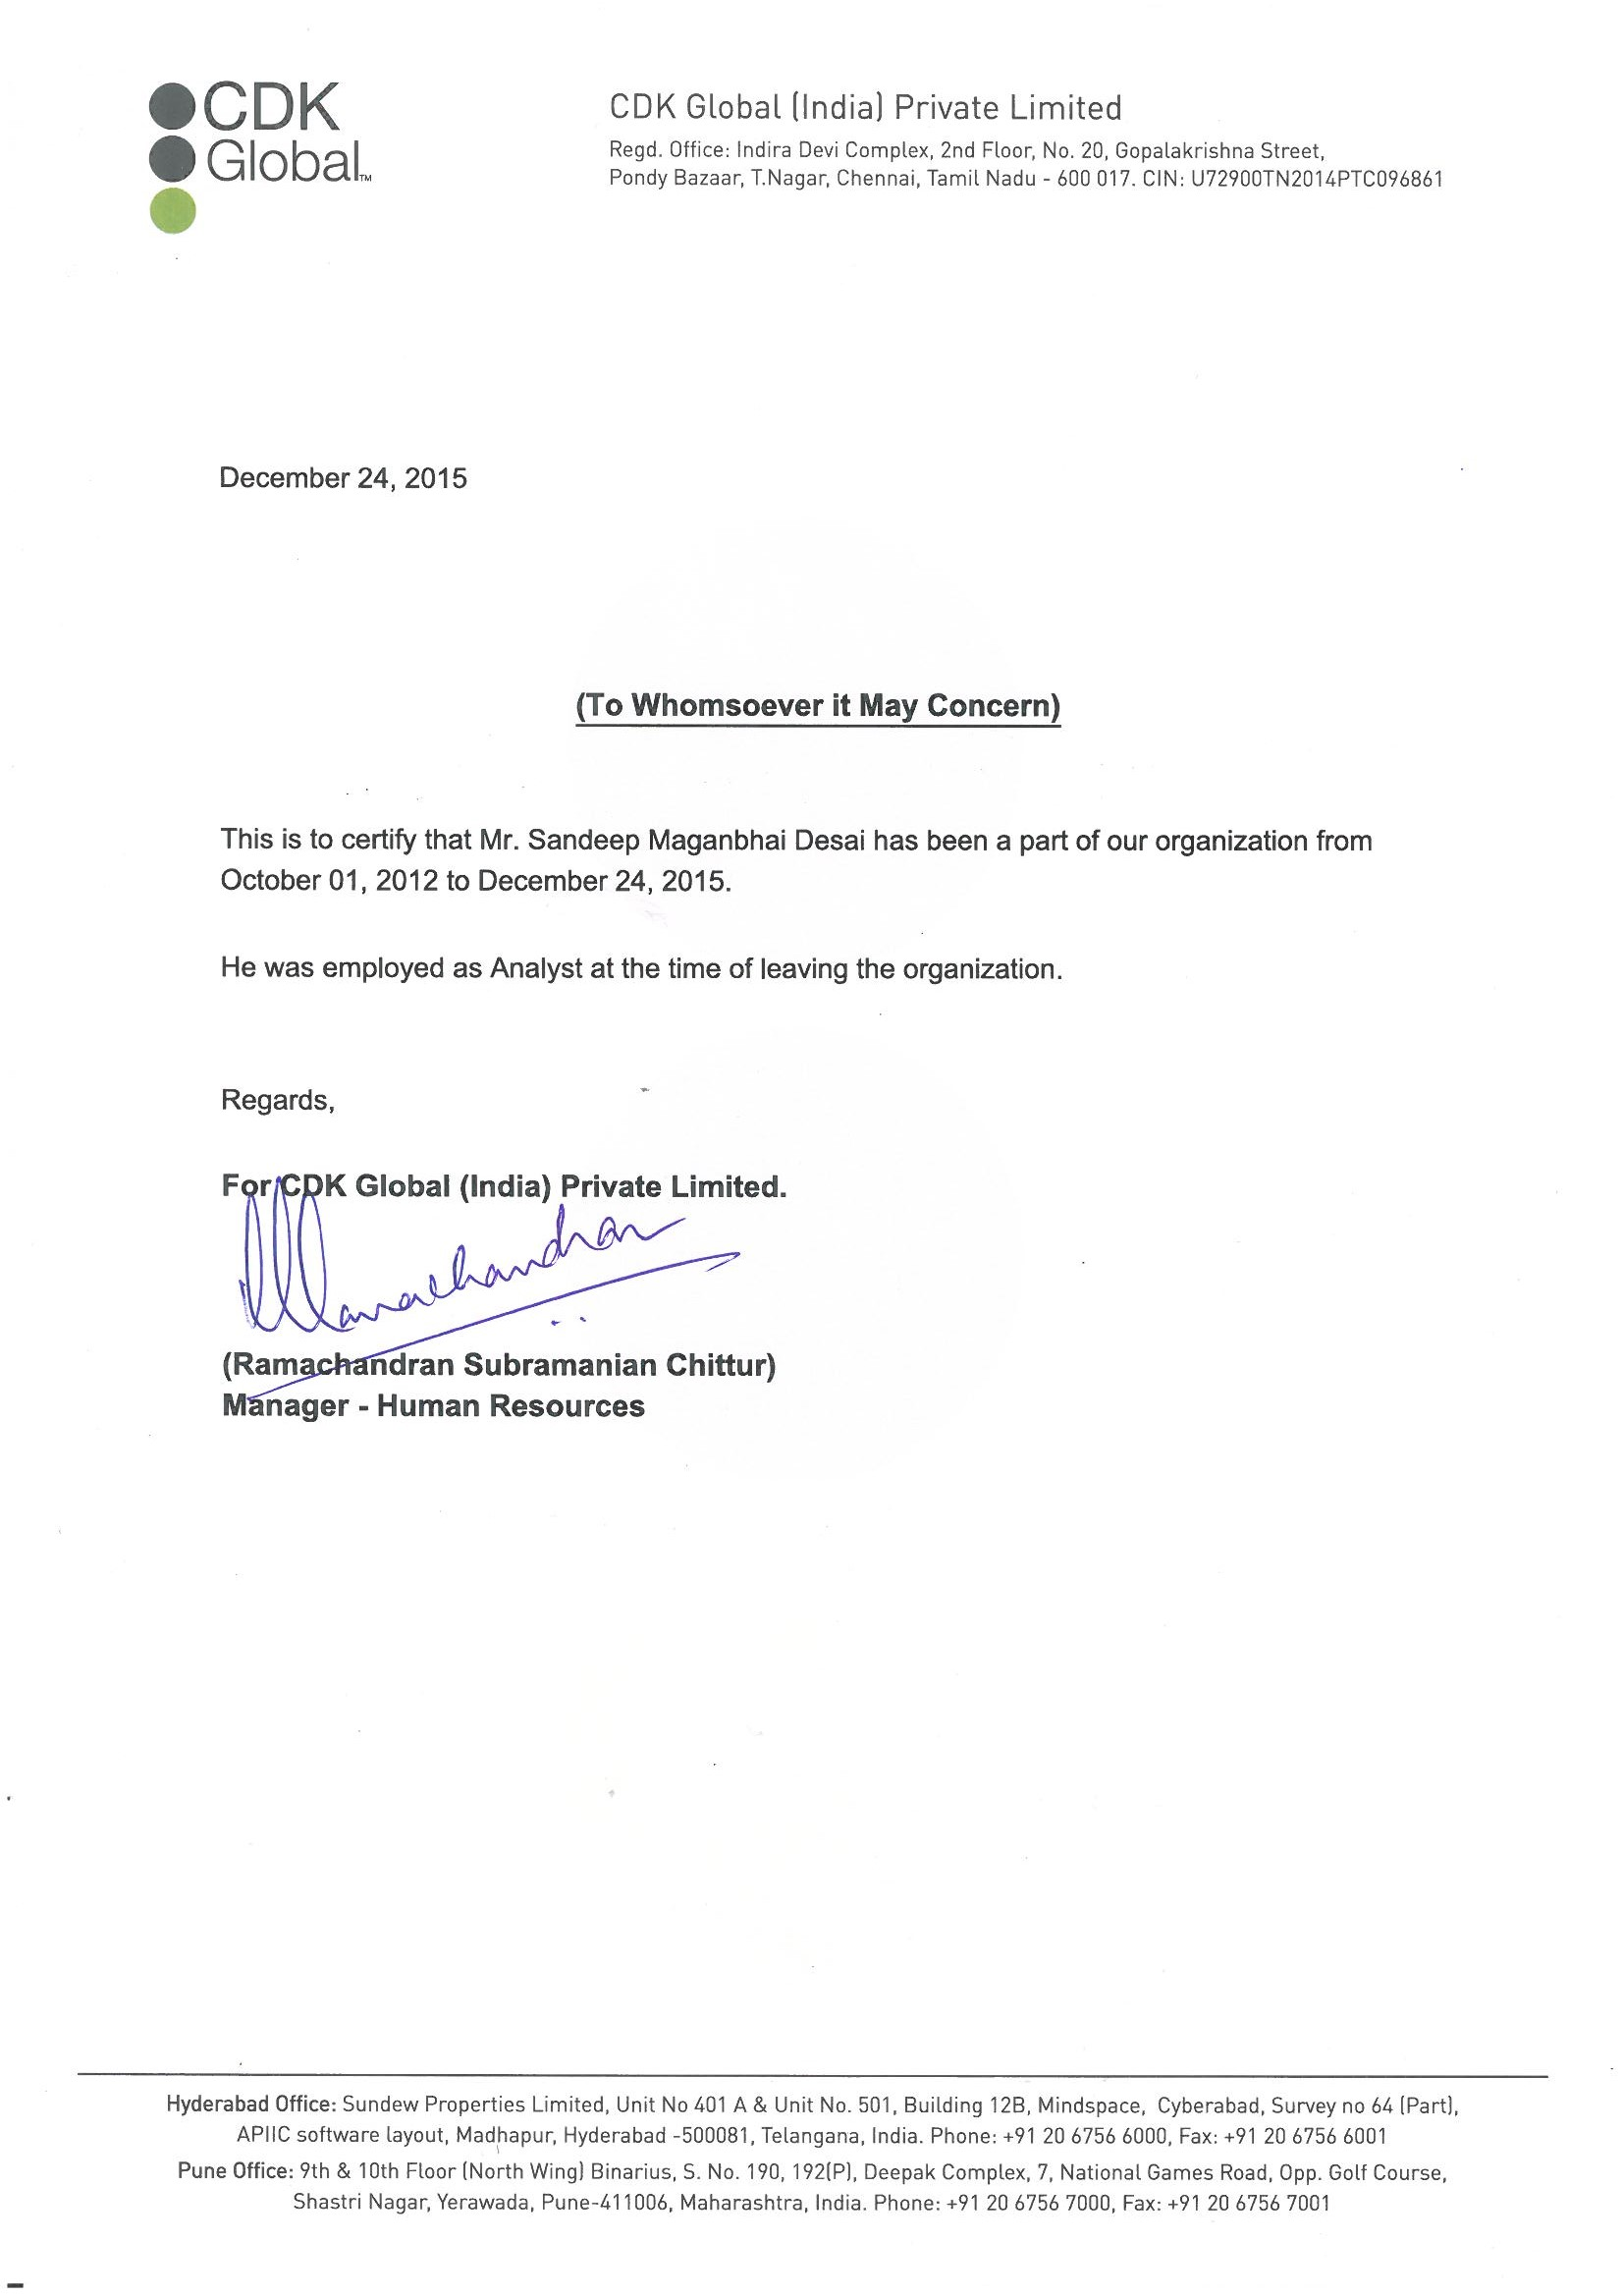 CDK
Global™
CDK Global (India) Private Limited
Regd. Office: Indira Devi Complex, 2nd Floor, No. 20, Gopalakrishna Street,
Pondy Bazaar, T.Nagar, Chennai, Tamil Nadu - 600 017. CIN: U72900TN2014PTC096861
December 24, 2015
(To Whomsoever it May Concern)
This is to certify that Mr. Sandeep Maganbhai Desai has been a part of our organization from
October 01, 2012 to December 24, 2015.
He was employed as Analyst at the time of leaving the organization.
Regards,
For CDK Global (India) Private Limited.
(Ramachandran Subramanian Chittur)
Manager - Human Resources
Hyderabad Office: Sundew Properties Limited, Unit No 401 A & Unit No. 501, Building 12B, Mindspace, Cyberabad, Survey no 64 (Part),
APIIC software layout, Madhapur, Hyderabad -500081, Telangana, India. Phone: +91 20 6756 6000, Fax: +91 20 6756 6001
Pune Office: 9th & 10th Floor (North Wing) Binarius, S. No. 190, 192(P), Deepak Complex, 7, National Games Road, Opp. Golf Course,
Shastri Nagar, Yerawada, Pune-411006, Maharashtra, India. Phone: +91 20 6756 7000, Fax: +91 20 6756 7001